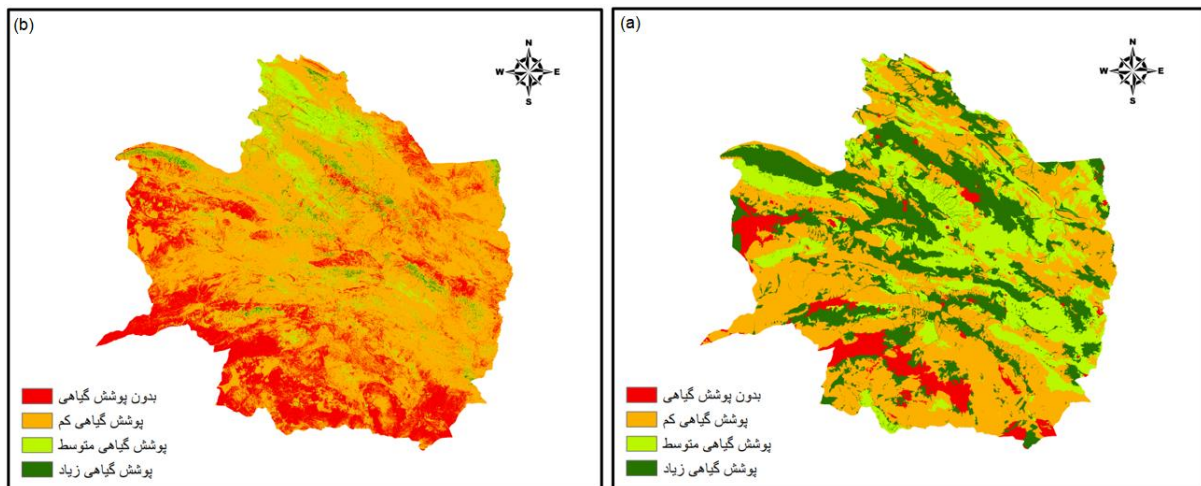 (b)
N
W E
S
بدون پوشش گیاهی
پوشش گیاهی کم
پوشش گیاهی متوسط
پوشش گیاهی زیاد
(a)
N
W E
S
بدون پوشش گیاهی
پوشش گیاهی کم
پوشش گیاهی متوسط
پوشش گیاهی زیاد